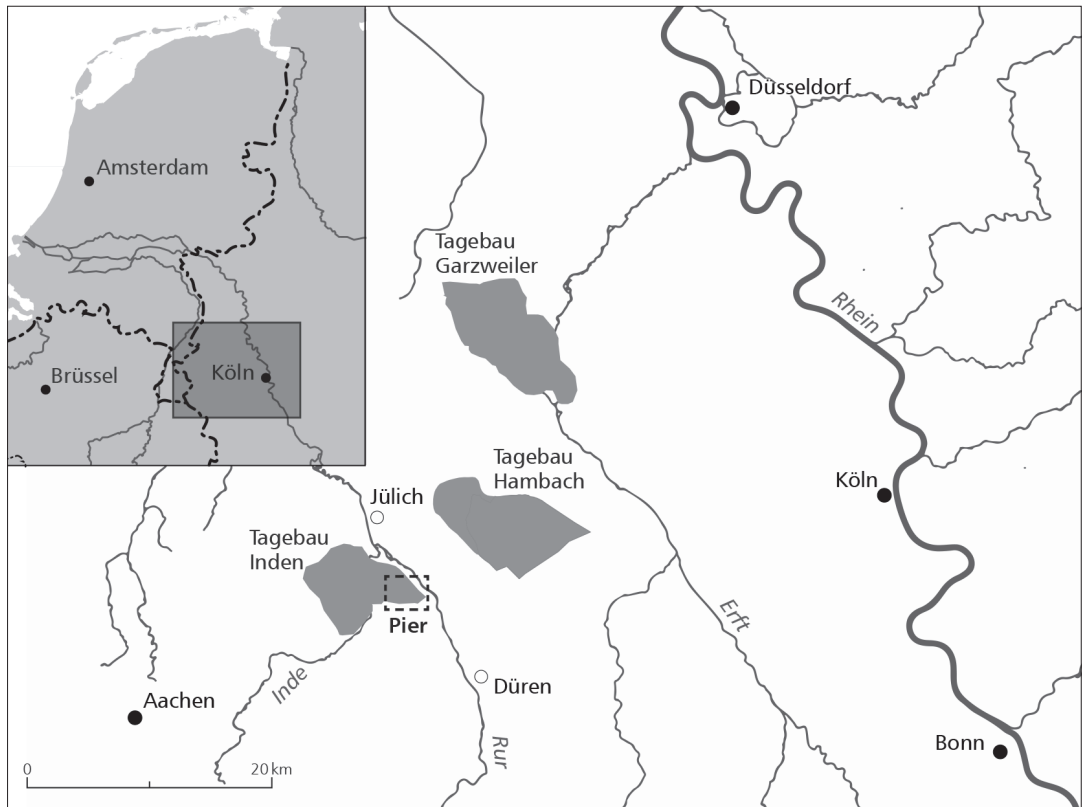 Düsseldorf
Amsterdam
Tagebau
Garzweiler
Rhein
Brüssel
Köln
Tagebau
Hambach
Köln
Jülich
Tagebau
Inden
Pier
Erft
Inde
Düren
Aachen
Rur
Bonn
0
20 km